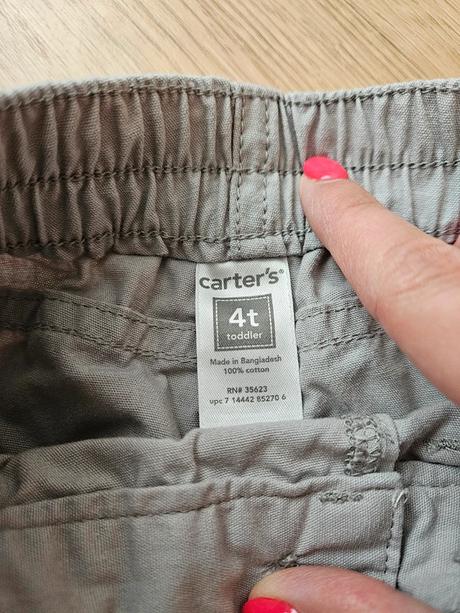 carter's®
4t
toddler
Made in Bangladesh
100% cotton
RN# 35623
upc 7 14442 85270 6